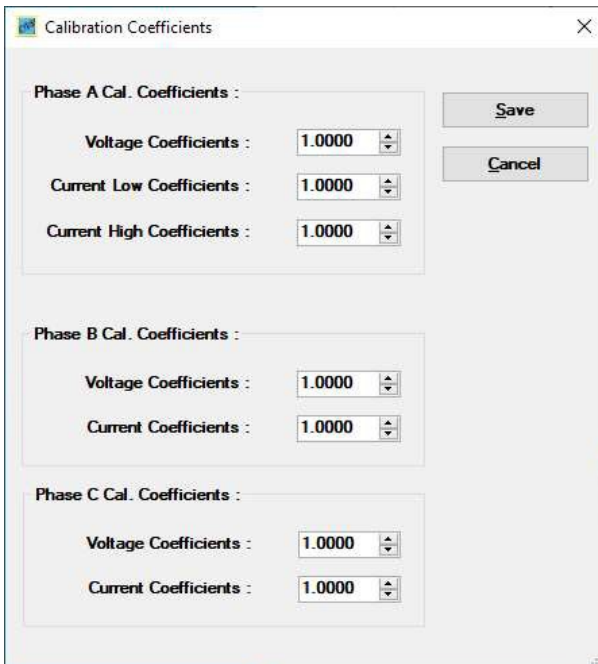 Calibration Coefficients
Phase A Cal. Coefficients :
Voltage Coefficients : 1.0000
Current Low Coefficients : 1.0000
Current High Coefficients : 1.0000
Save
Cancel
Phase B Cal. Coefficients :
Voltage Coefficients : 1.0000
Current Coefficients : 1.0000
Phase C Cal. Coefficients :
Voltage Coefficients : 1.0000
Current Coefficients : 1.0000